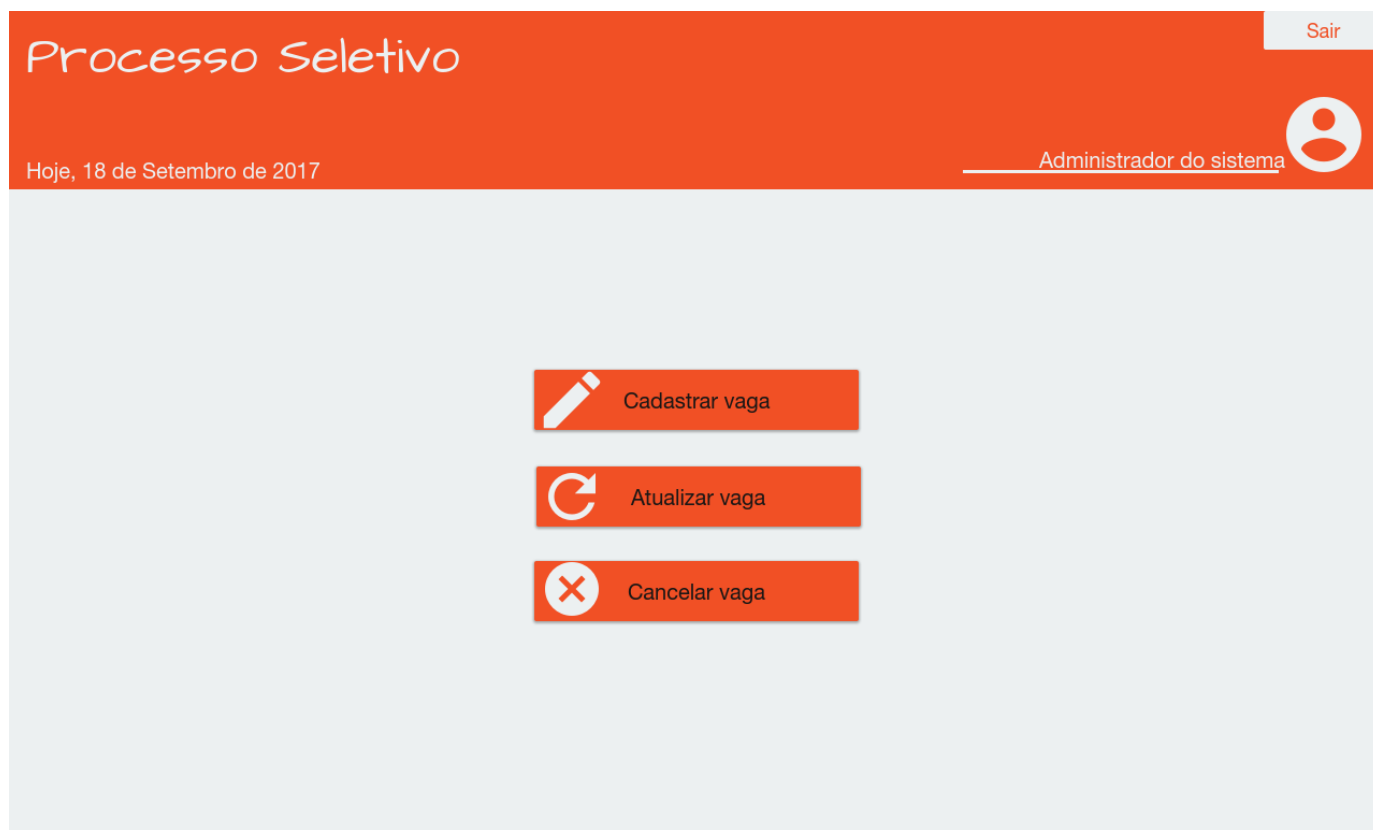 Sair
Processo Seletivo
Administrador do sistema
Hoje, 18 de Setembro de 2017
Cadastrar vaga
Atualizar vaga
Cancelar vaga